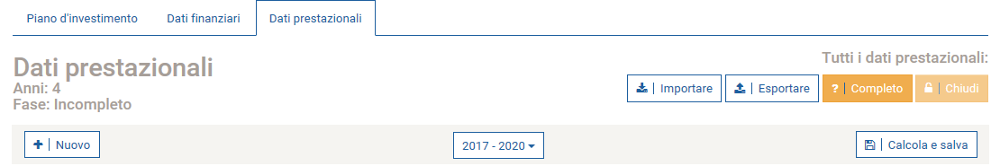 Piano d'investimento Dati finanziari Dati prestazionali
Dati prestazionali
Anni: 4
Fase: Incompleto
Tutti i dati prestazionali:
Importare Esportare ? Completo Chiudi
Nuovo 2017 - 2020 Calcola e salva